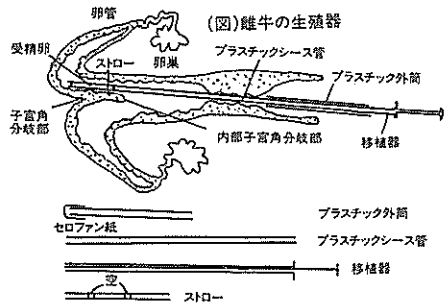 (図)雌牛の生殖器
卵管
受精卵
ストロー
卵巣
プラスチックシース管
プラスチック外筒
子宮角
分岐部
内部子宮角分岐部
移植器
セロファン紙
プラスチック外筒
プラスチックシース管
移植器
空
ストロー